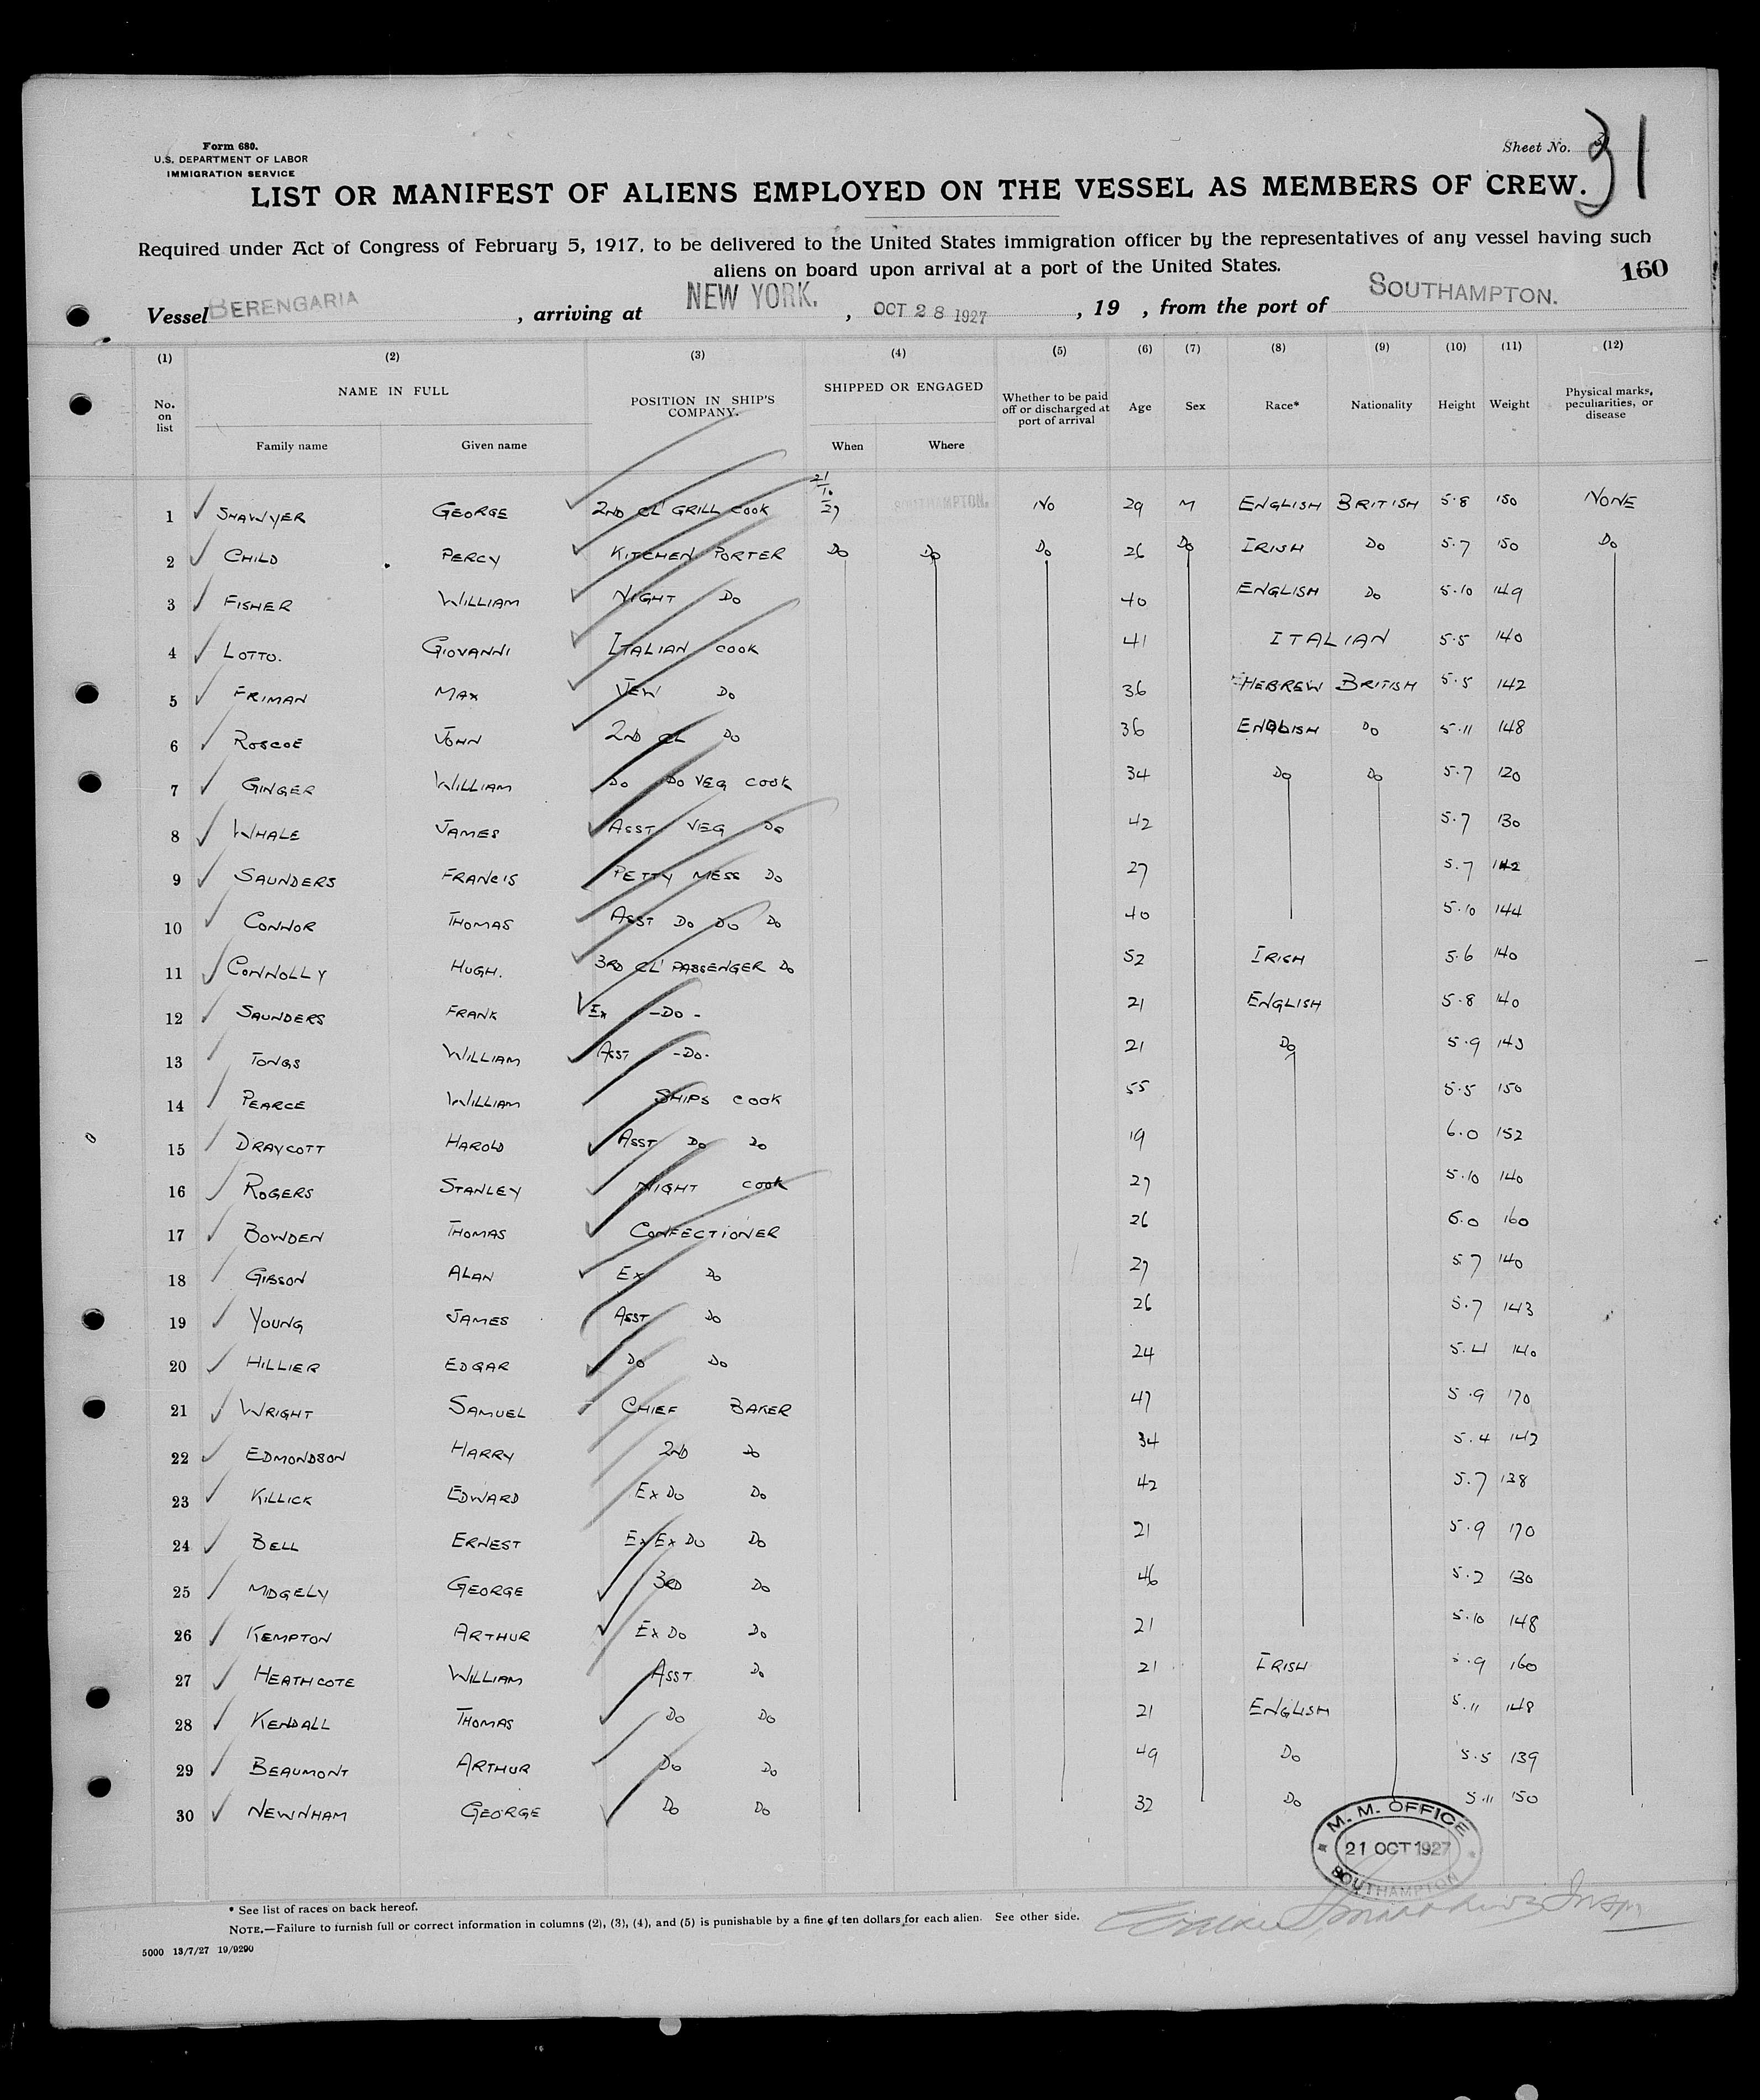 Form 680.
U.S. DEPARTMENT OF LABOR
IMMIGRATION SERVICE
Sheet No. 31
LIST OR MANIFEST OF ALIENS EMPLOYED ON THE VESSEL AS MEMBERS OF CREW.
Required under Act of Congress of February 5, 1917, to be delivered to the United States immigration officer by the representatives of any vessel having such
aliens on board upon arrival at a port of the United States.
160
Vessel BERENGARIA, arriving at NEW YORK., OCT 28 1927, 19 , from the port of SOUTHAMPTON.
(1) (2) (3) (4) (5) (6) (7) (8) (9) (10) (11) (12)
No. on list NAME IN FULL POSITION IN SHIP'S COMPANY. SHIPPED OR ENGAGED Whether to be paid off or discharged at port of arrival Age Sex Race* Nationality Height Weight Physical marks, peculiarities, or disease
Family name Given name When Where
1 SHAWYER GEORGE 2ND CL' GRILL COOK 21/10/27 SOUTHAMPTON. NO 29 M ENGLISH BRITISH 5.8 150 NONE
2 CHILD PERCY KITCHEN PORTER DO DO DO 26 DO IRISH DO 5.7 150 DO
3 FISHER WILLIAM NIGHT DO 40 ENGLISH DO 5.10 149
4 LOTTO. GIOVANNI ITALIAN COOK 41 ITALIAN 5.5 140
5 FRIMAN MAX JEW DO 36 HEBREW BRITISH 5.5 142
6 ROSCOE JOHN 2ND CL DO 36 ENGLISH DO 5.11 148
7 GINGER WILLIAM DO DO VEG COOK 34 DO DO 5.7 120
8 WHALE JAMES ASST VEG DO 42 5.7 130
9 SAUNDERS FRANCIS PETTY MESS DO 27 5.7 142
10 CONNOR THOMAS ASST DO DO DO 40 5.10 144
11 CONNOLLY HUGH. 3RD CL' PASSENGER DO 52 IRISH 5.6 140
12 SAUNDERS FRANK EX -DO- 21 ENGLISH 5.8 140
13 TONGS WILLIAM ASST -DO- 21 DO 5.9 143
14 PEARCE WILLIAM SHIPS COOK 55 5.5 150
15 DRAYCOTT HAROLD ASST DO DO 19 6.0 152
16 ROGERS STANLEY NIGHT COOK 27 5.10 140
17 BOWDEN THOMAS CONFECTIONER 26 6.0 160
18 GIBSON ALAN EX DO 27 5.7 140
19 YOUNG JAMES ASST DO 26 5.7 143
20 HILLIER EDGAR DO DO 24 5.4 140
21 WRIGHT SAMUEL CHIEF BAKER 47 5.9 170
22 EDMONDSON HARRY 2ND DO 34 5.4 142
23 KILLICK EDWARD EX DO DO 42 5.7 138
24 BELL ERNEST EX EX DO DO 21 5.9 170
25 MIDGELY GEORGE 3RD DO 46 5.2 130
26 KEMPTON ARTHUR EX DO DO 21 5.10 148
27 HEATHCOTE WILLIAM ASST DO 21 IRISH 5.9 160
28 KENDALL THOMAS DO DO 21 ENGLISH 5.11 148
29 BEAUMONT ARTHUR DO DO 49 DO 5.5 139
30 NEWNHAM GEORGE DO DO 32 DO 5.11 150
M. M. OFFICE
21 OCT 1927
SOUTHAMPTON
* See list of races on back hereof.
NOTE.—Failure to furnish full or correct information in columns (2), (3), (4), and (5) is punishable by a fine of ten dollars for each alien. See other side.
5000 13/7/27 19/9290